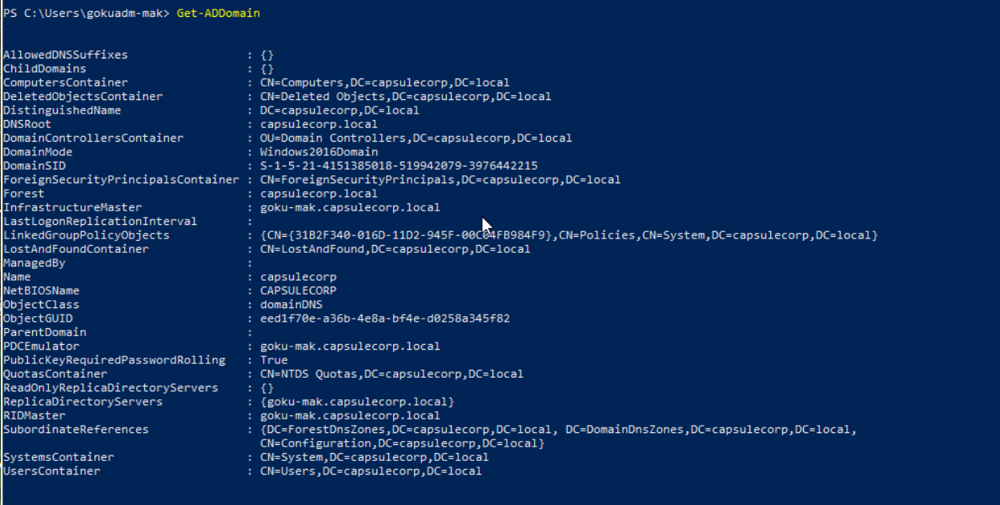 PS C:\Users\gokuadm-mak> Get-ADDomain
AllowedDNSSuffixes : {}
ChildDomains : {}
ComputersContainer : CN=Computers,DC=capsulecorp,DC=local
DeletedObjectsContainer : CN=Deleted Objects,DC=capsulecorp,DC=local
DistinguishedName : DC=capsulecorp,DC=local
DNSRoot : capsulecorp.local
DomainControllersContainer : OU=Domain Controllers,DC=capsulecorp,DC=local
DomainMode : Windows2016Domain
DomainSID : S-1-5-21-4151385018-519942079-3976442215
ForeignSecurityPrincipalsContainer : CN=ForeignSecurityPrincipals,DC=capsulecorp,DC=local
Forest : capsulecorp.local
InfrastructureMaster : goku-mak.capsulecorp.local
LastLogonReplicationInterval :
LinkedGroupPolicyObjects : {CN={31B2F340-016D-11D2-945F-00C04FB984F9},CN=Policies,CN=System,DC=capsulecorp,DC=local}
LostAndFoundContainer : CN=LostAndFound,DC=capsulecorp,DC=local
ManagedBy :
Name : capsulecorp
NetBIOSName : CAPSULECORP
ObjectClass : domainDNS
ObjectGUID : eed1f70e-a36b-4e8a-bf4e-d0258a345f82
ParentDomain :
PDCEmulator : goku-mak.capsulecorp.local
PublicKeyRequiredPasswordRolling : True
QuotasContainer : CN=NTDS Quotas,DC=capsulecorp,DC=local
ReadOnlyReplicaDirectoryServers : {}
ReplicaDirectoryServers : {goku-mak.capsulecorp.local}
RIDMaster : goku-mak.capsulecorp.local
SubordinateReferences : {DC=ForestDnsZones,DC=capsulecorp,DC=local, DC=DomainDnsZones,DC=capsulecorp,DC=local,
CN=Configuration,DC=capsulecorp,DC=local}
SystemsContainer : CN=System,DC=capsulecorp,DC=local
UsersContainer : CN=Users,DC=capsulecorp,DC=local